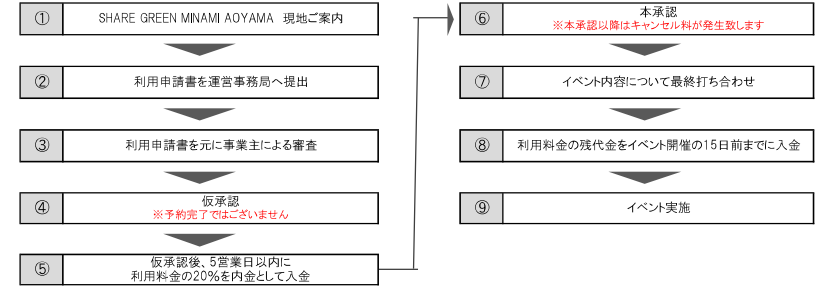 ① SHARE GREEN MINAMI AOYAMA 現地ご案内
② 利用申請書を運営事務局へ提出
③ 利用申請書を元に事業主による審査
④ 仮承認
※予約完了ではございません
⑤ 仮承認後、5営業日以内に
利用料金の20%を内金として入金
⑥ 本承認
※本承認以降はキャンセル料が発生致します
⑦ イベント内容について最終打ち合わせ
⑧ 利用料金の残代金をイベント開催の15日前までに入金
⑨ イベント実施